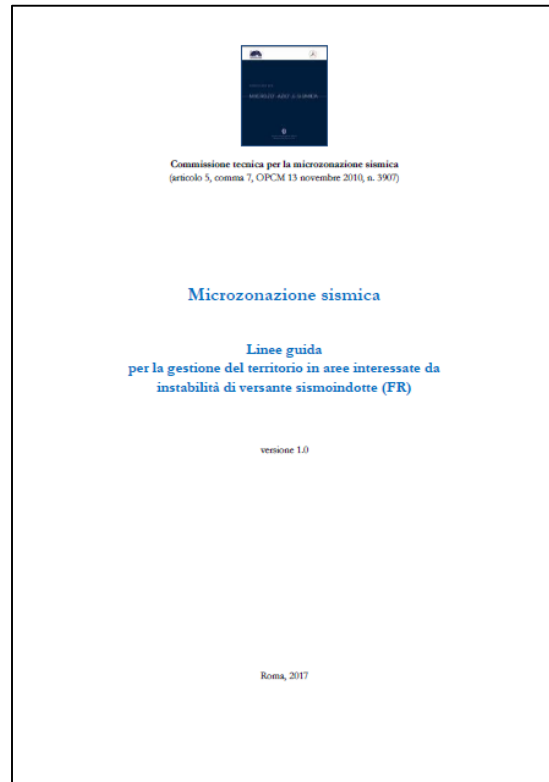 Commissione tecnica per la microzonazione sismica
(articolo 5, comma 7, OPCM 13 novembre 2010, n. 3907)
Microzonazione sismica
Linee guida
per la gestione del territorio in aree interessate da
instabilità di versante sismoindotte (FR)
versione 1.0
Roma, 2017